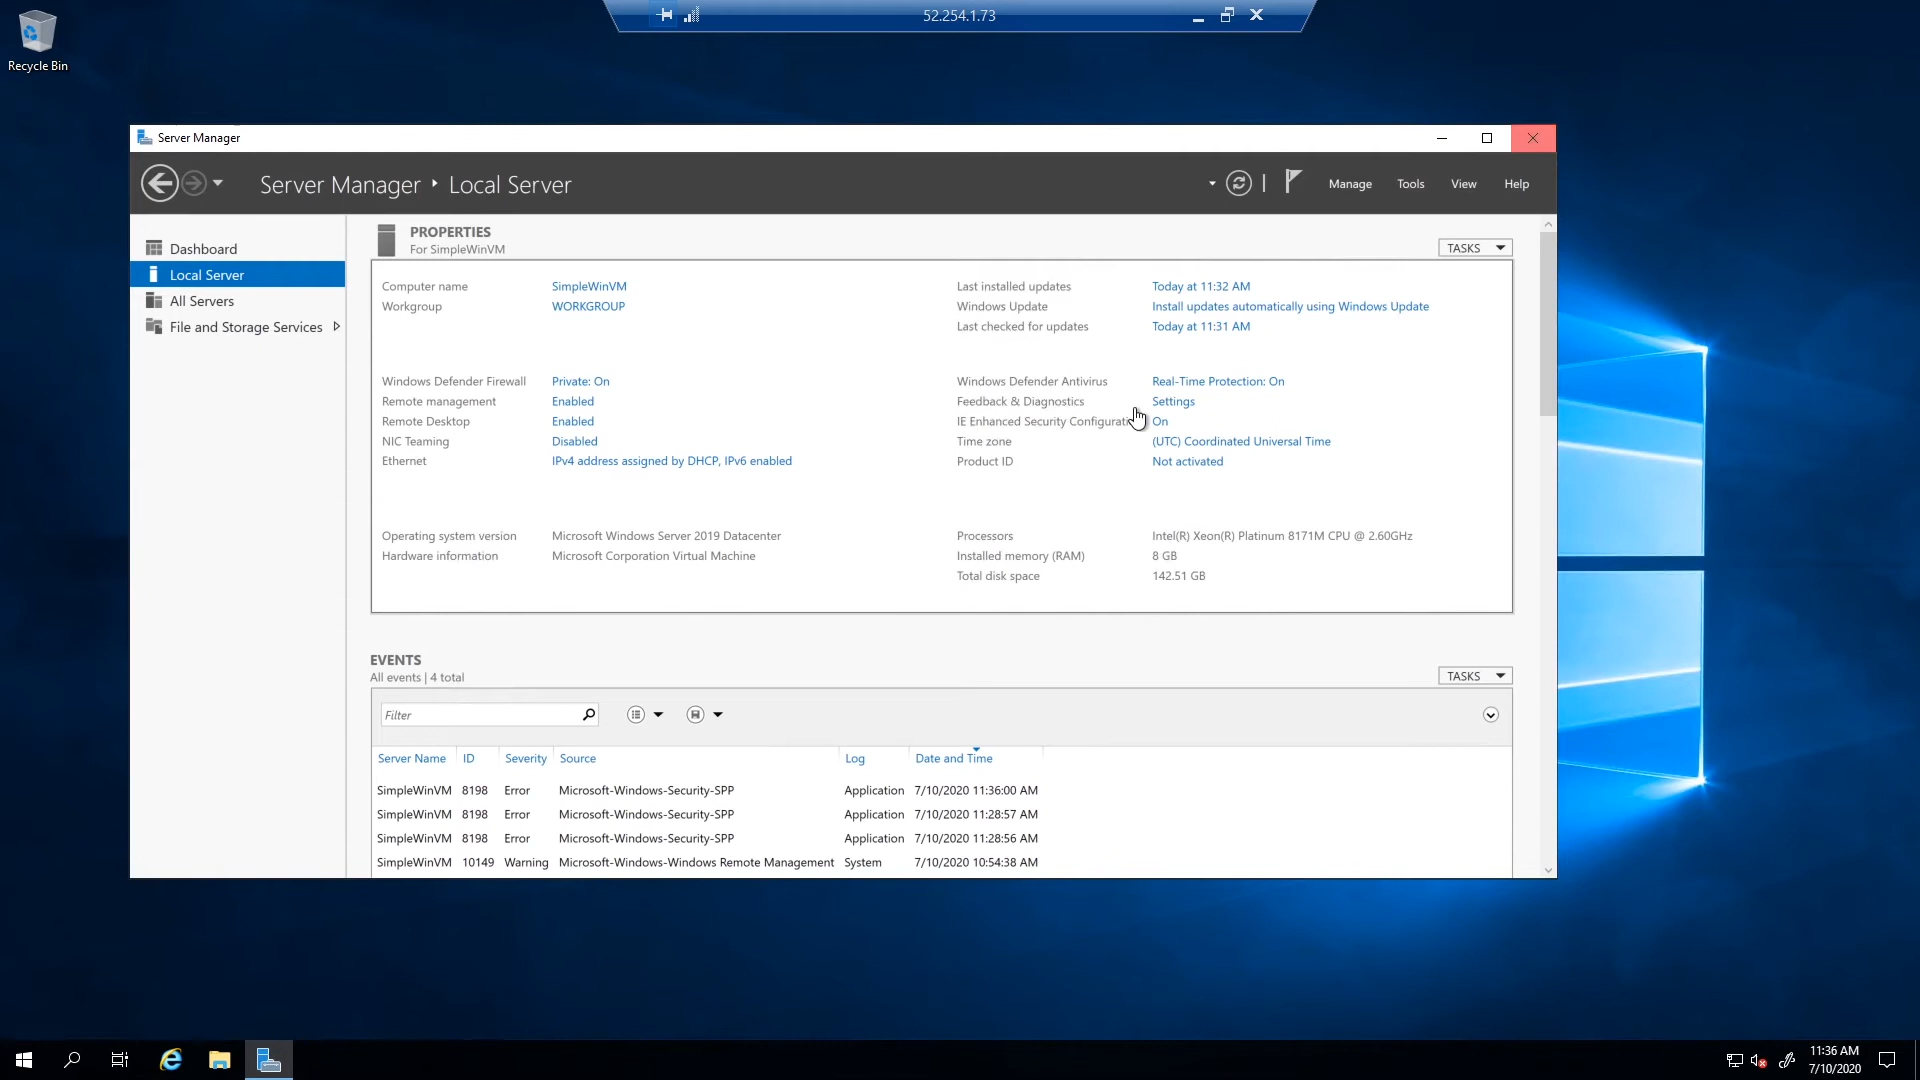 52.254.1.73
Recycle Bin
Server Manager
Server Manager ‣ Local Server
Manage Tools View Help
Dashboard
Local Server
All Servers
File and Storage Services
PROPERTIES
For SimpleWinVM
TASKS
Computer name SimpleWinVM
Workgroup WORKGROUP
Last installed updates Today at 11:32 AM
Windows Update Install updates automatically using Windows Update
Last checked for updates Today at 11:31 AM
Windows Defender Firewall Private: On
Remote management Enabled
Remote Desktop Enabled
NIC Teaming Disabled
Ethernet IPv4 address assigned by DHCP, IPv6 enabled
Windows Defender Antivirus Real-Time Protection: On
Feedback & Diagnostics Settings
IE Enhanced Security Configurati On
Time zone (UTC) Coordinated Universal Time
Product ID Not activated
Operating system version Microsoft Windows Server 2019 Datacenter
Hardware information Microsoft Corporation Virtual Machine
Processors Intel(R) Xeon(R) Platinum 8171M CPU @ 2.60GHz
Installed memory (RAM) 8 GB
Total disk space 142.51 GB
EVENTS
All events | 4 total
TASKS
Filter
Server Name ID Severity Source Log Date and Time
SimpleWinVM 8198 Error Microsoft-Windows-Security-SPP Application 7/10/2020 11:36:00 AM
SimpleWinVM 8198 Error Microsoft-Windows-Security-SPP Application 7/10/2020 11:28:57 AM
SimpleWinVM 8198 Error Microsoft-Windows-Security-SPP Application 7/10/2020 11:28:56 AM
SimpleWinVM 10149 Warning Microsoft-Windows-Windows Remote Management System 7/10/2020 10:54:38 AM
11:36 AM
7/10/2020